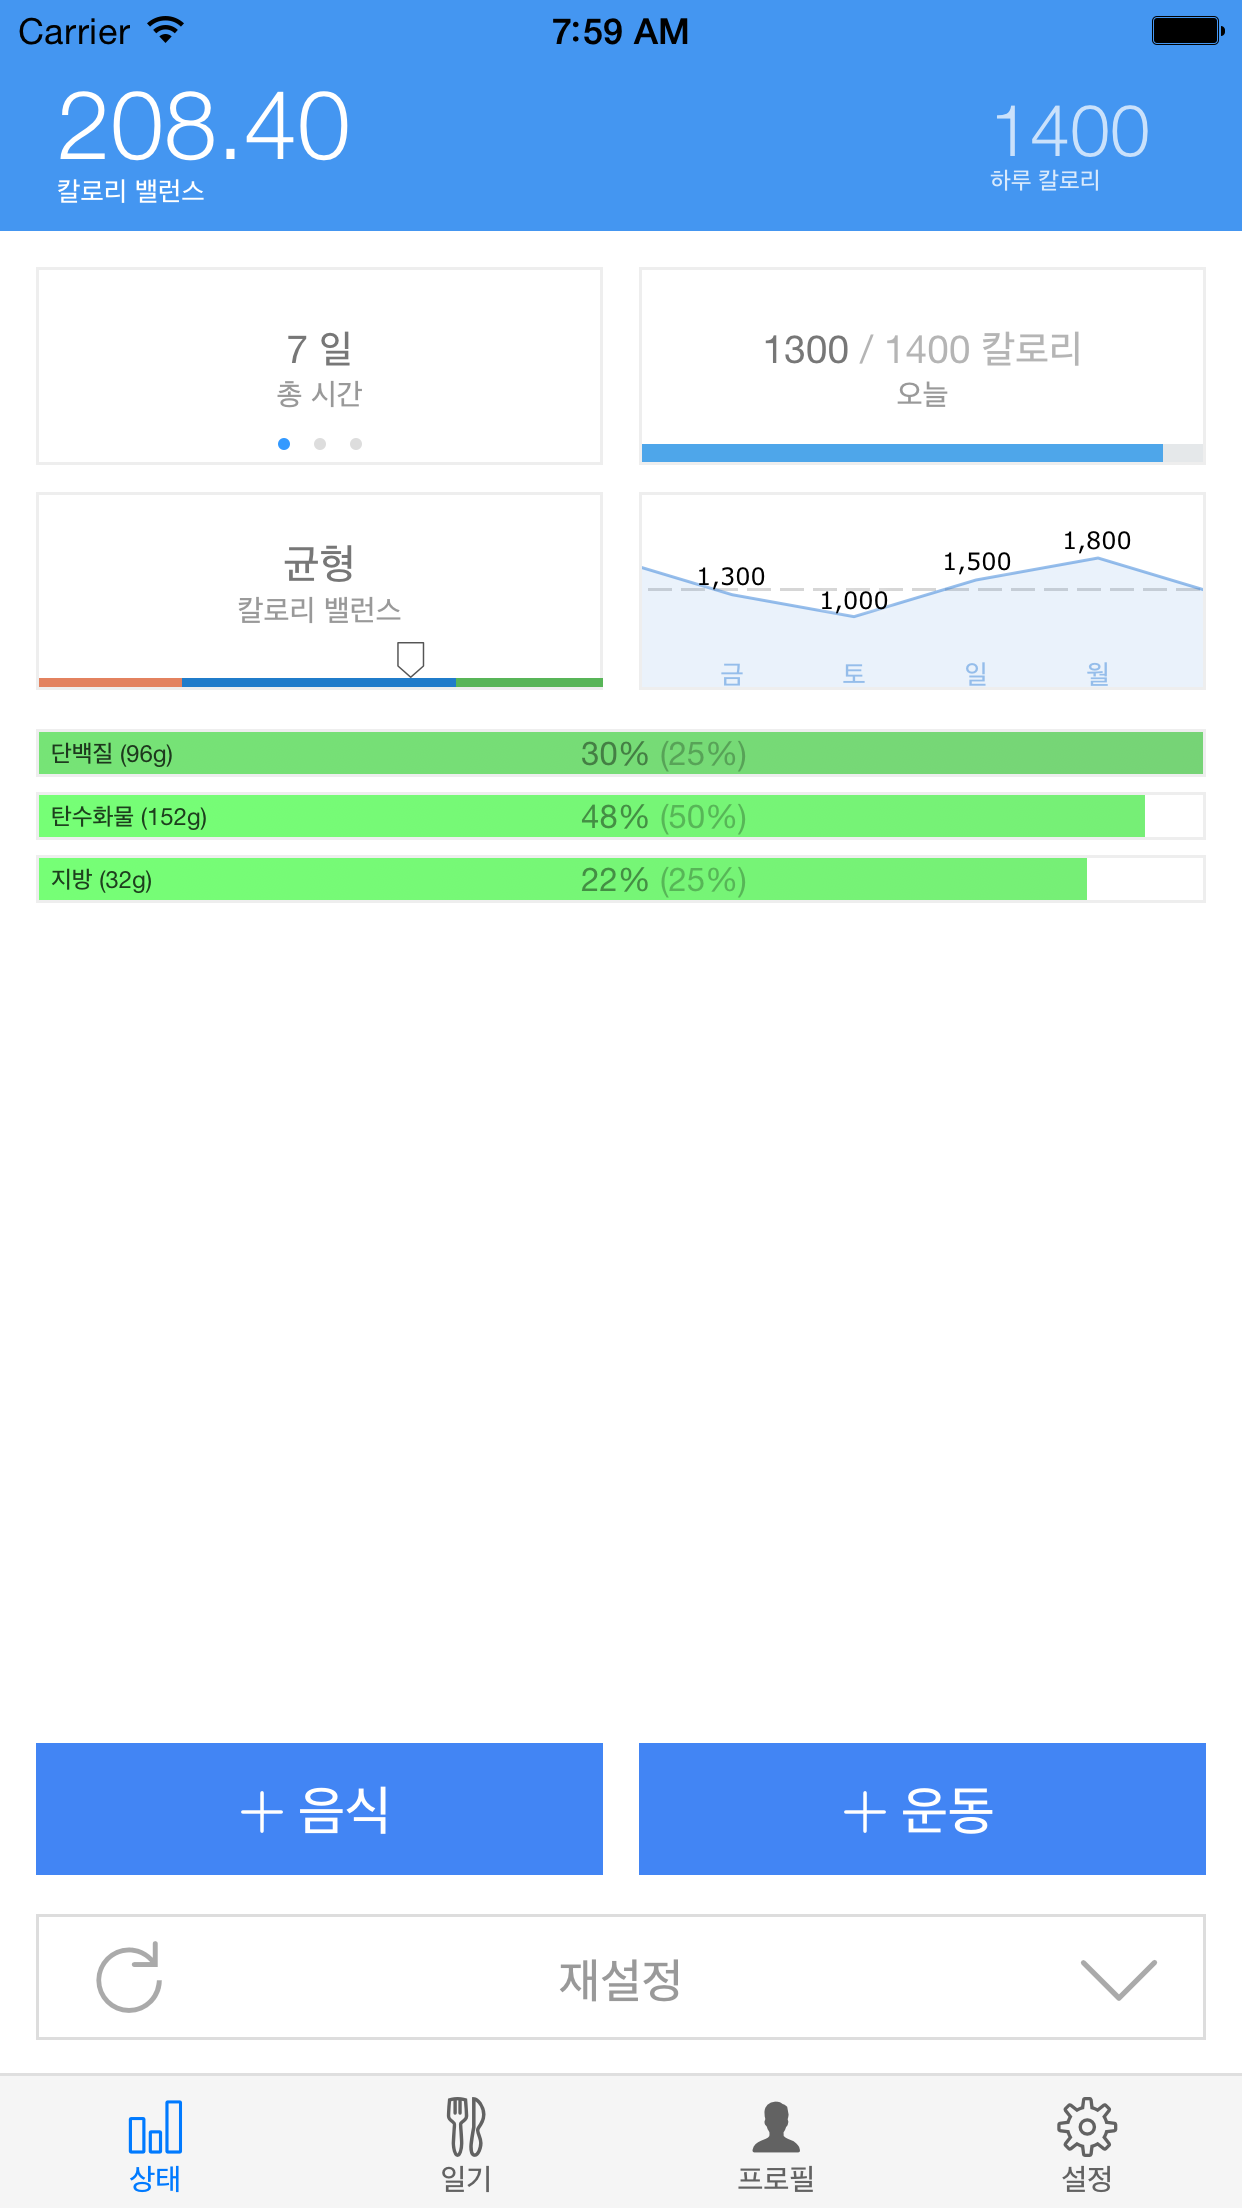 Carrier 7:59 AM
208.40
칼로리 밸런스
1400
하루 칼로리
7 일
총 시간
1300 / 1400 칼로리
오늘
균형
칼로리 밸런스
1,300 1,000 1,500 1,800
금 토 일 월
단백질 (96g) 30% (25%)
탄수화물 (152g) 48% (50%)
지방 (32g) 22% (25%)
+ 음식
+ 운동
재설정
상태 일기 프로필 설정